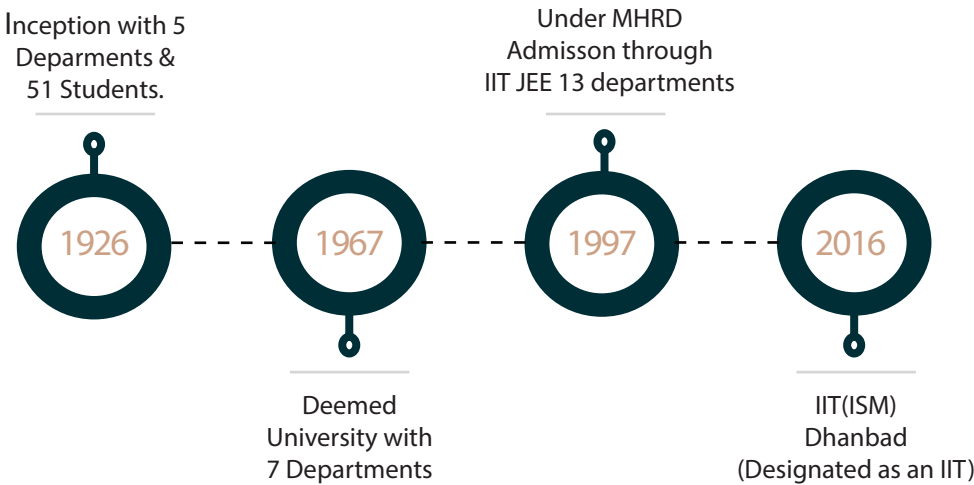 Inception with 5
Deparments &
51 Students.
1926
1967
Deemed
University with
7 Departments
Under MHRD
Admisson through
IIT JEE 13 departments
1997
2016
IIT(ISM)
Dhanbad
(Designated as an IIT)